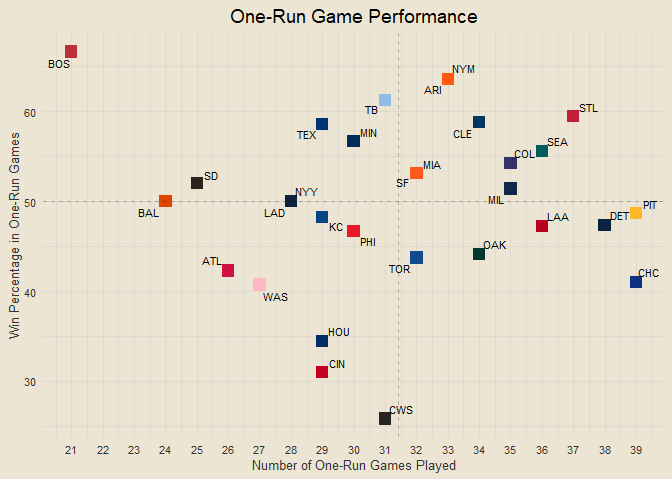 One-Run Game Performance
Win Percentage in One-Run Games
60
50
40
30
BOS
NYM
ARI
TB
STL
TEX
MIN
CLE
SEA
COL
MIA
SF
SD
MIL
NYY
BAL
LAD
PIT
DET
LAA
KC
PHI
OAK
ATL
TOR
CHC
WAS
HOU
CIN
CWS
21 22 23 24 25 26 27 28 29 30 31 32 33 34 35 36 37 38 39
Number of One-Run Games Played